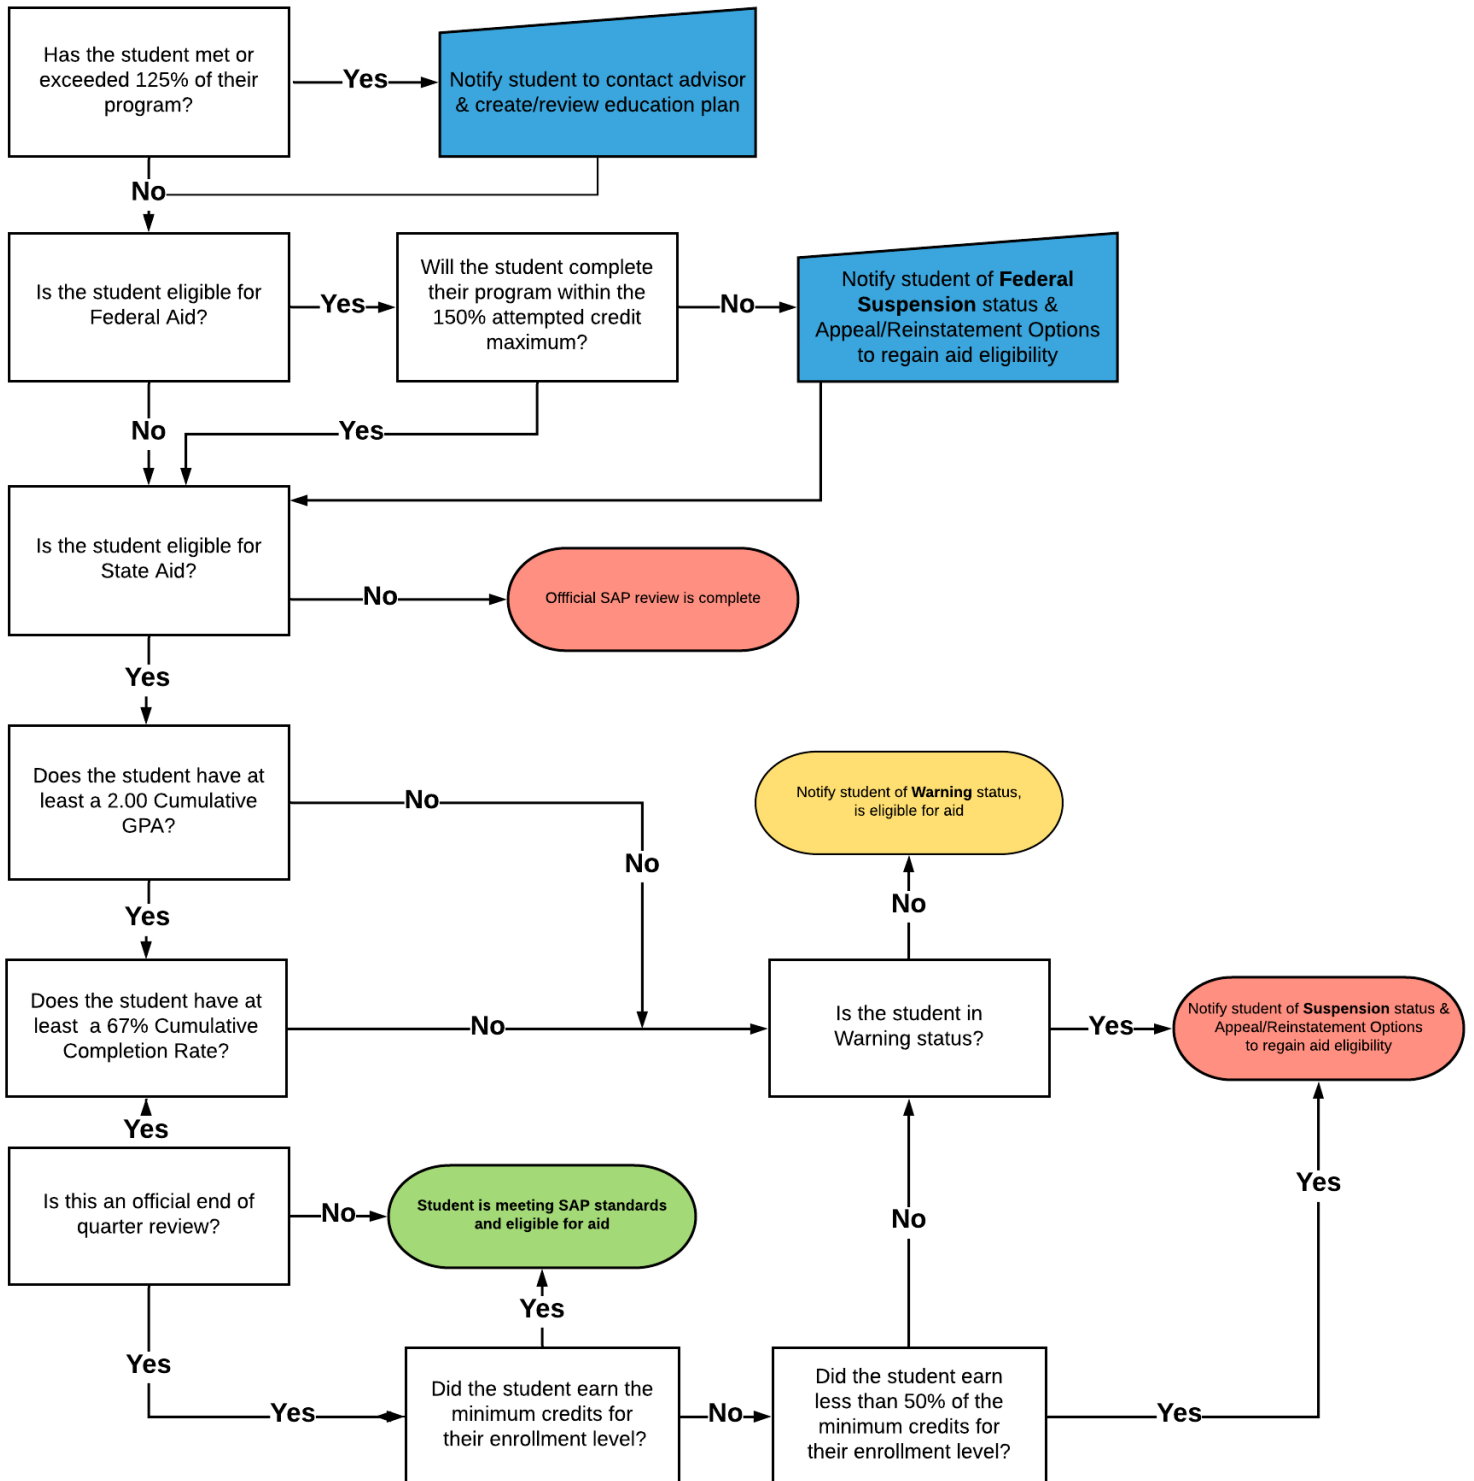 Has the student met or
exceeded 125% of their
program?
Yes
Notify student to contact advisor
& create/review education plan
No
Is the student eligible for
Federal Aid?
Yes
Will the student complete
their program within the
150% attempted credit
maximum?
No
Notify student of Federal
Suspension status &
Appeal/Reinstatement Options
to regain aid eligibility
No
Yes
Is the student eligible for
State Aid?
No
Offficial SAP review is complete
Yes
Does the student have at
least a 2.00 Cumulative
GPA?
No
No
Notify student of Warning status,
is eligible for aid
No
Yes
Does the student have at
least a 67% Cumulative
Completion Rate?
No
Is the student in
Warning status?
Yes
Notify student of Suspension status &
Appeal/Reinstatement Options
to regain aid eligibility
Yes
Is this an official end of
quarter review?
No
Student is meeting SAP standards
and eligible for aid
No
Yes
Yes
Yes
Yes
Did the student earn the
minimum credits for
their enrollment level?
No
Did the student earn
less than 50% of the
minimum credits for
their enrollment level?
Yes